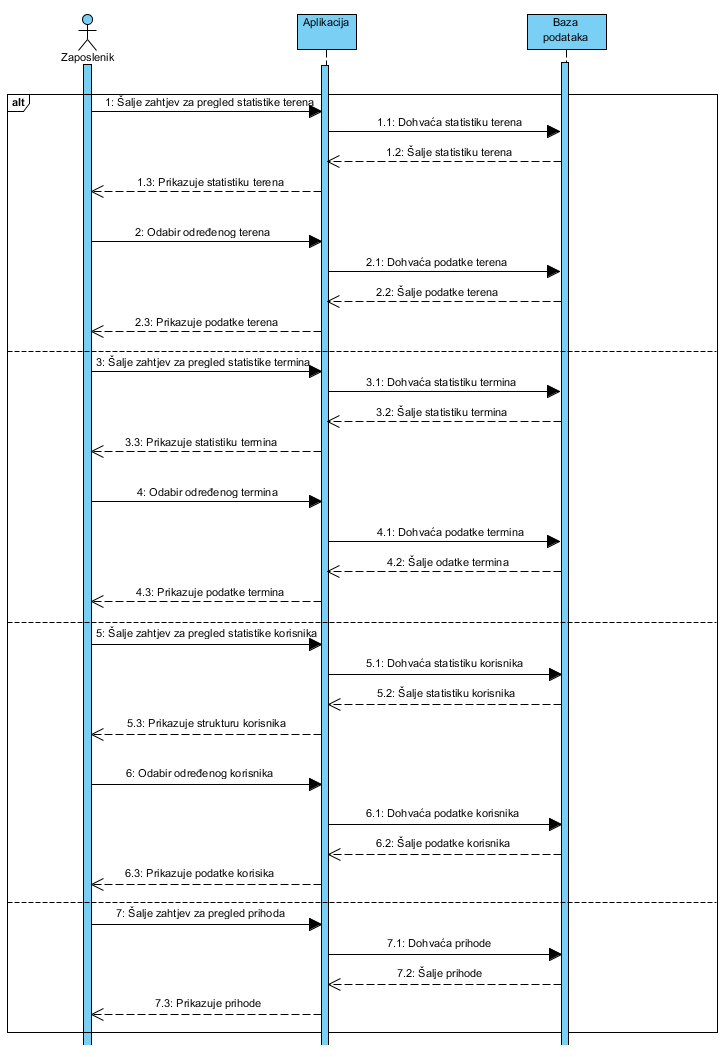 Zaposlenik
Aplikacija
Baza
podataka
alt
1: Šalje zahtjev za pregled statistike terena
1.1: Dohvaća statistiku terena
1.2: Šalje statistiku terena
1.3: Prikazuje statistiku terena
2: Odabir određenog terena
2.1: Dohvaća podatke terena
2.2: Šalje podatke terena
2.3: Prikazuje podatke terena
3: Šalje zahtjev za pregled statistike termina
3.1: Dohvaća statistiku termina
3.2: Šalje statistiku termina
3.3: Prikazuje statistiku termina
4: Odabir određenog termina
4.1: Dohvaća podatke termina
4.2: Šalje odatke termina
4.3: Prikazuje podatke termina
5: Šalje zahtjev za pregled statistike korisnika
5.1: Dohvaća statistiku korisnika
5.2: Šalje statistiku korisnika
5.3: Prikazuje strukturu korisnika
6: Odabir određenog korisnika
6.1: Dohvaća podatke korisnika
6.2: Šalje podatke korisnika
6.3: Prikazuje podatke korisika
7: Šalje zahtjev za pregled prihoda
7.1: Dohvaća prihode
7.2: Šalje prihode
7.3: Prikazuje prihode